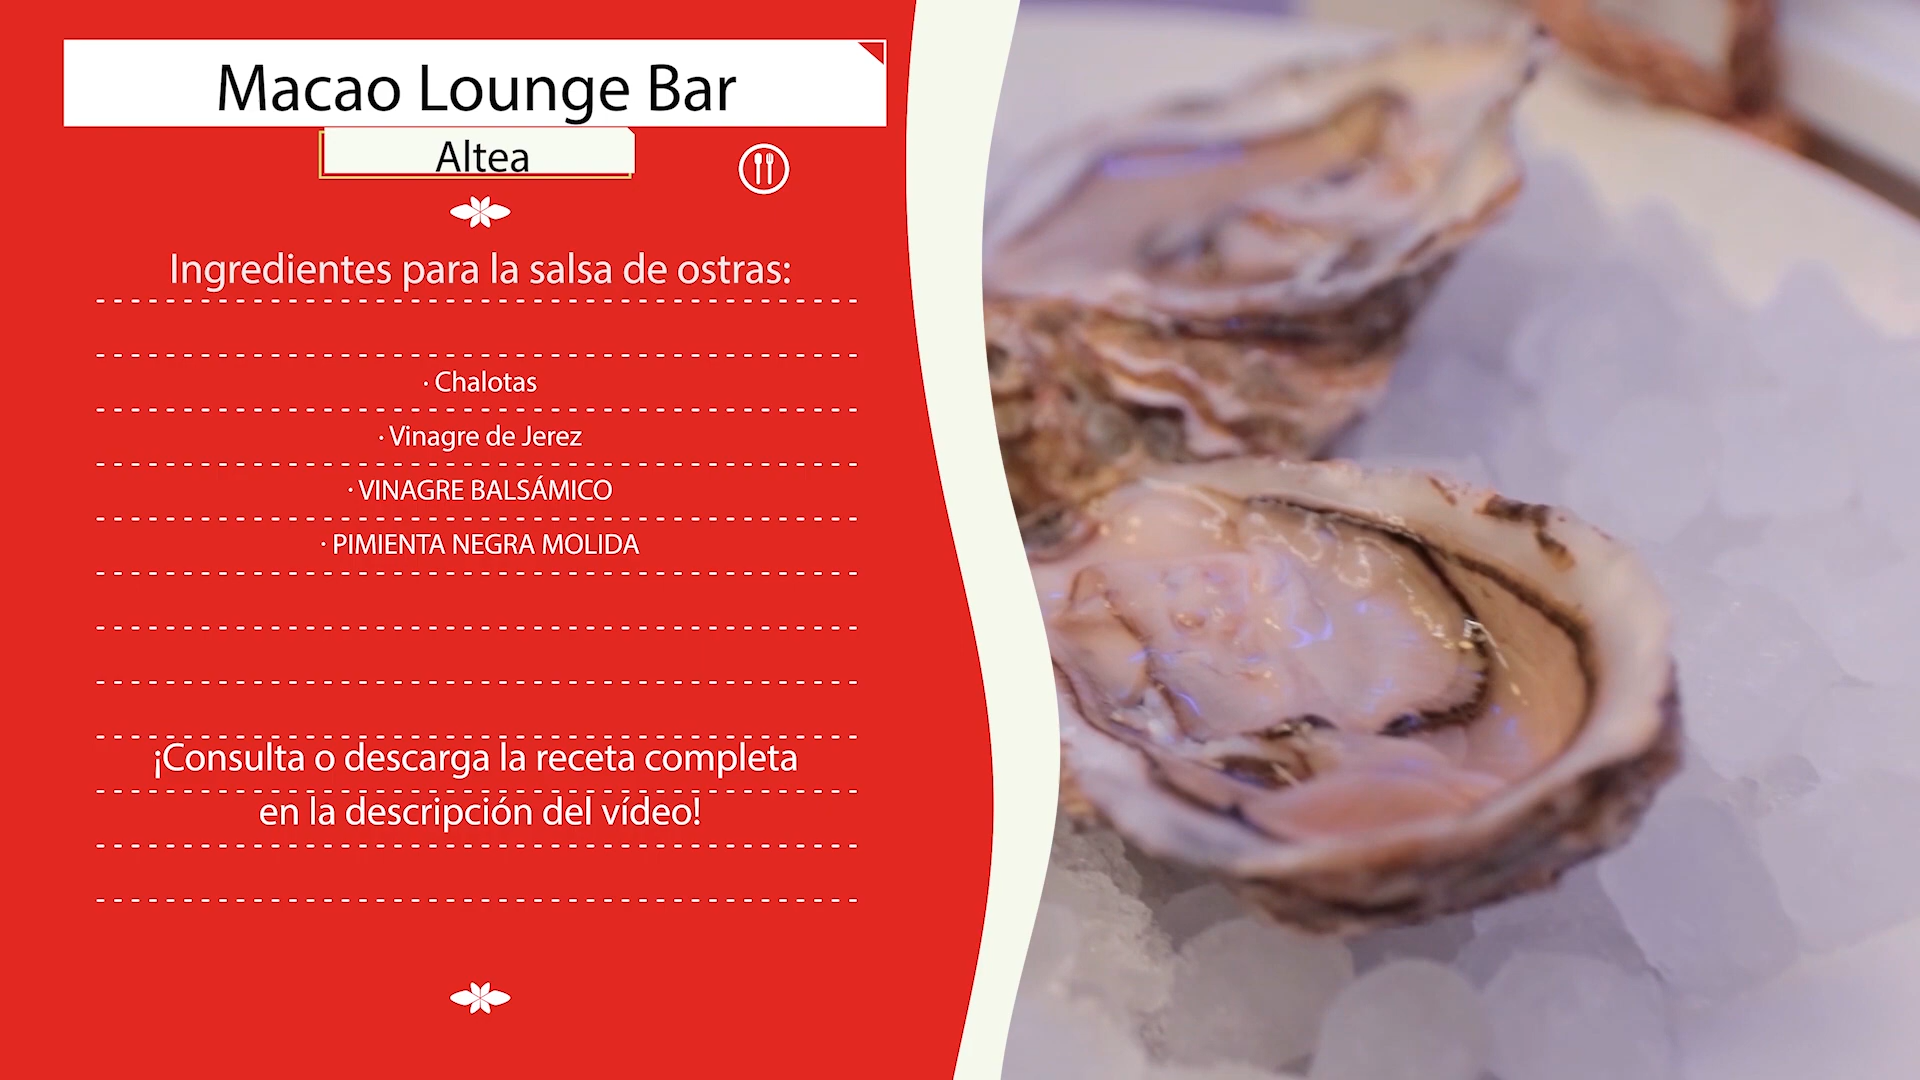 Macao Lounge Bar
Altea
Ingredientes para la salsa de ostras:
· Chalotas
· Vinagre de Jerez
· VINAGRE BALSÁMICO
· PIMIENTA NEGRA MOLIDA
¡Consulta o descarga la receta completa
en la descripción del vídeo!